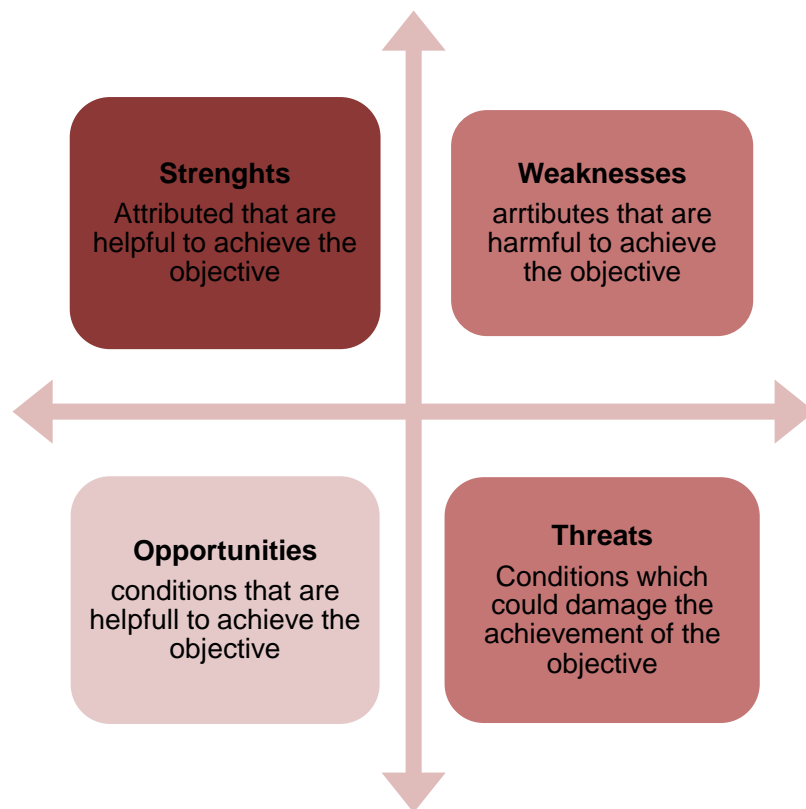 Strenghts
Attributed that are
helpful to achieve the
objective
Weaknesses
arrtibutes that are
harmful to achieve
the objective
Opportunities
conditions that are
helpfull to achieve the
objective
Threats
Conditions which
could damage the
achievement of the
objective